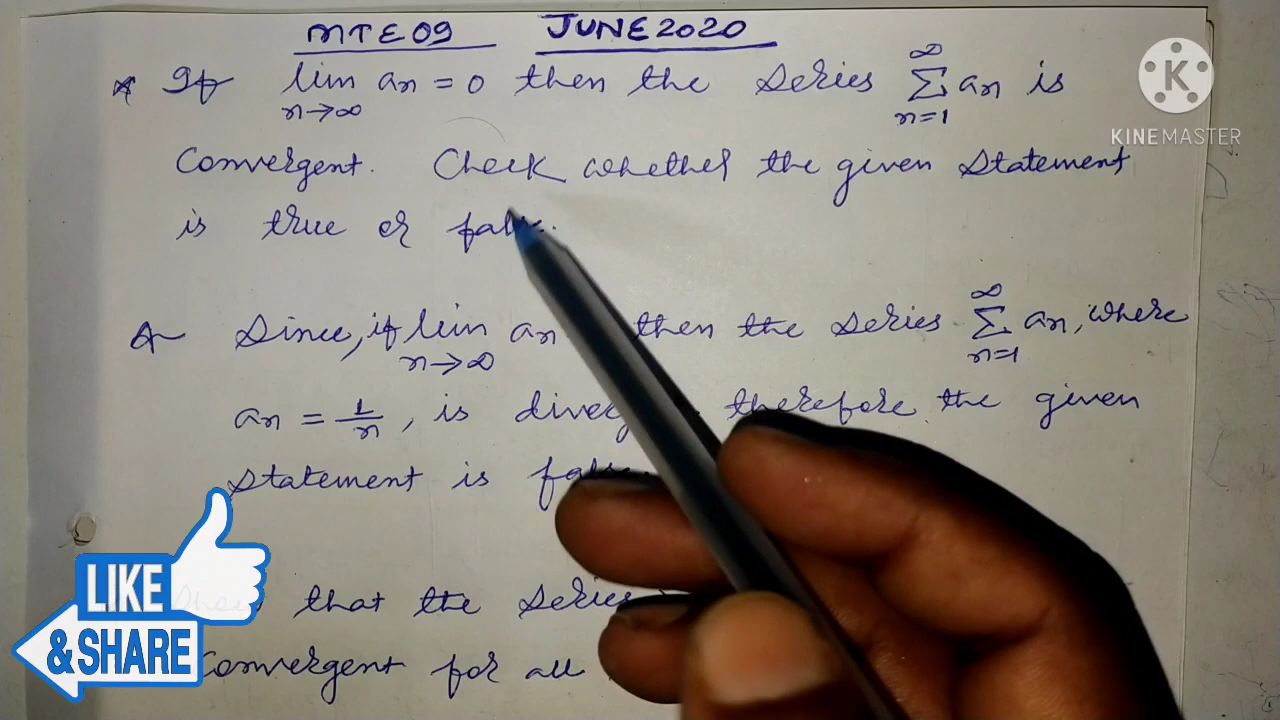 MTE09 JUNE2020
* If lim an = 0 then the series ∞ Σ an is
n→∞ n=1
KINEMASTER
Convergent. Check whether the given statement
is true or false.
Since, if lim an then the series ∞ Σ an, where
n→∞ n=1
an = 1/n, is therefore the given
statement is
LIKE
& SHARE
that the series
Convergent for all